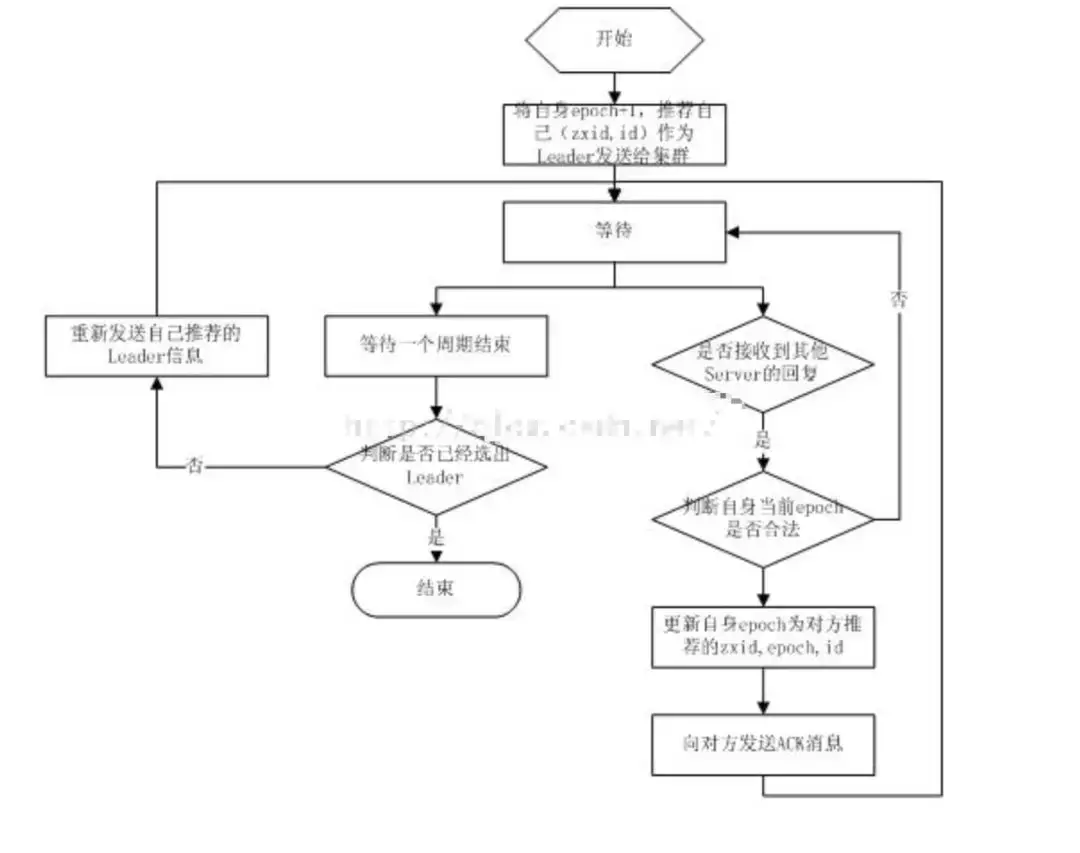 开始
将自身epoch+1，推荐自
己（zxid,id）作为
Leader发送给集群
等待
否
重新发送自己推荐的
Leader信息
等待一个周期结束
是否接收到其他
Server的回复
是
判断是否已经选出
Leader
否
判断自身当前epoch
是否合法
是
结束
更新自身epoch为对方推
荐的zxid,epoch,id
向对方发送ACK消息